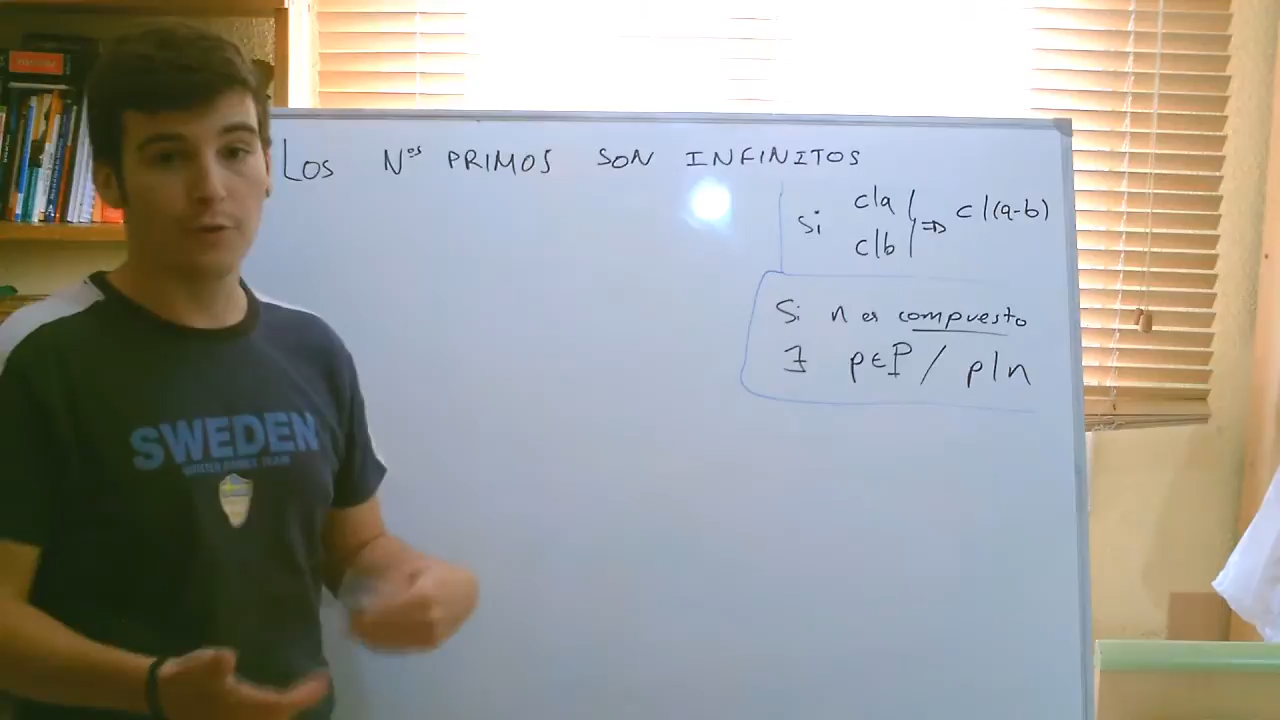 LOS Nos PRIMOS SON INFINITOS
Si c|a
c|b ⇒ c|(a-b)
Si n es compuesto
∃ p∈P / p|n
SWEDEN